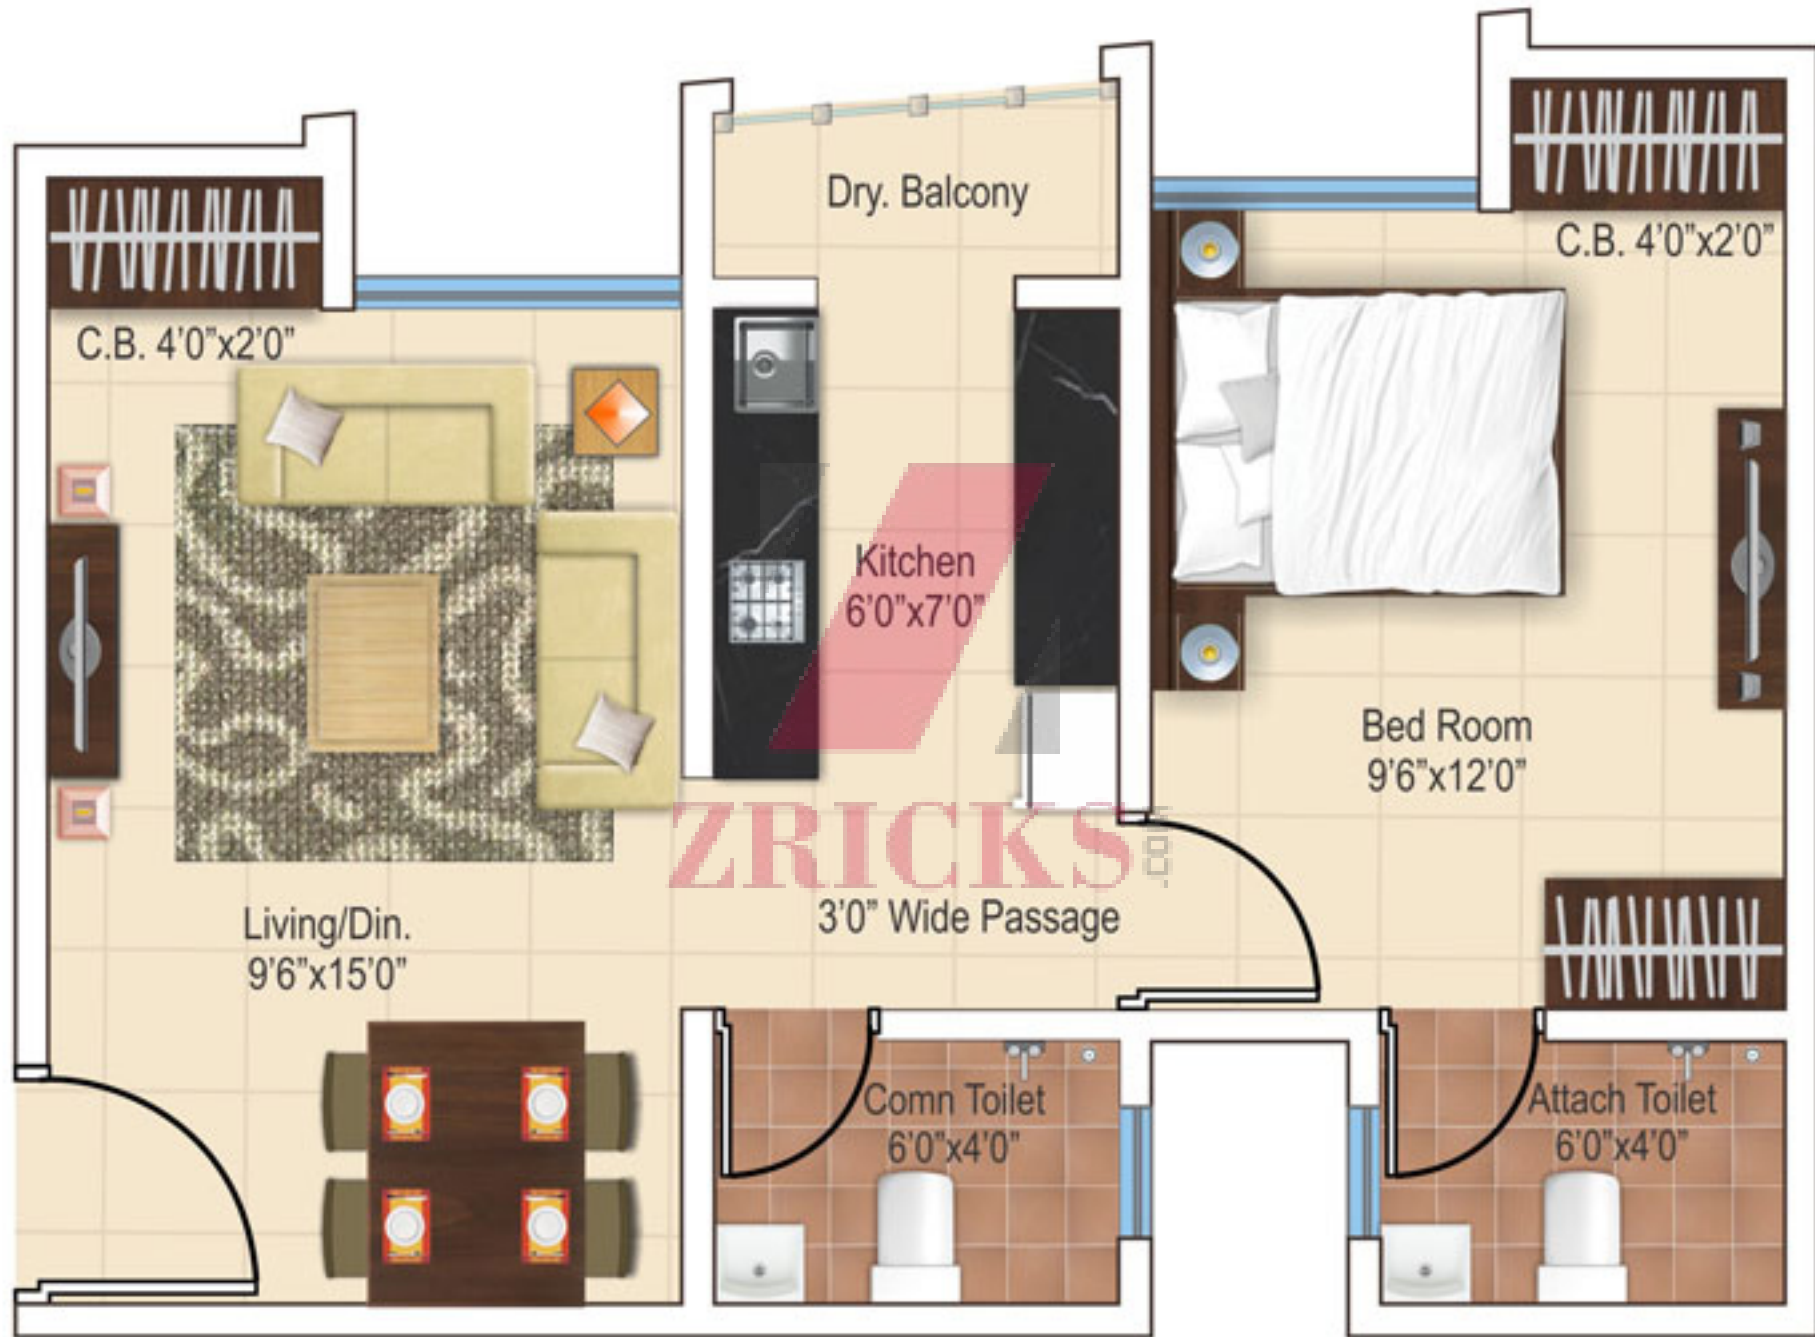 Dry. Balcony
C.B. 4'0"x2'0"
C.B. 4'0"x2'0"
Kitchen
6'0"x7'0"
Bed Room
9'6"x12'0"
ZRICKS
.com
3'0" Wide Passage
Living/Din.
9'6"x15'0"
Comn Toilet
6'0"x4'0"
Attach Toilet
6'0"x4'0"